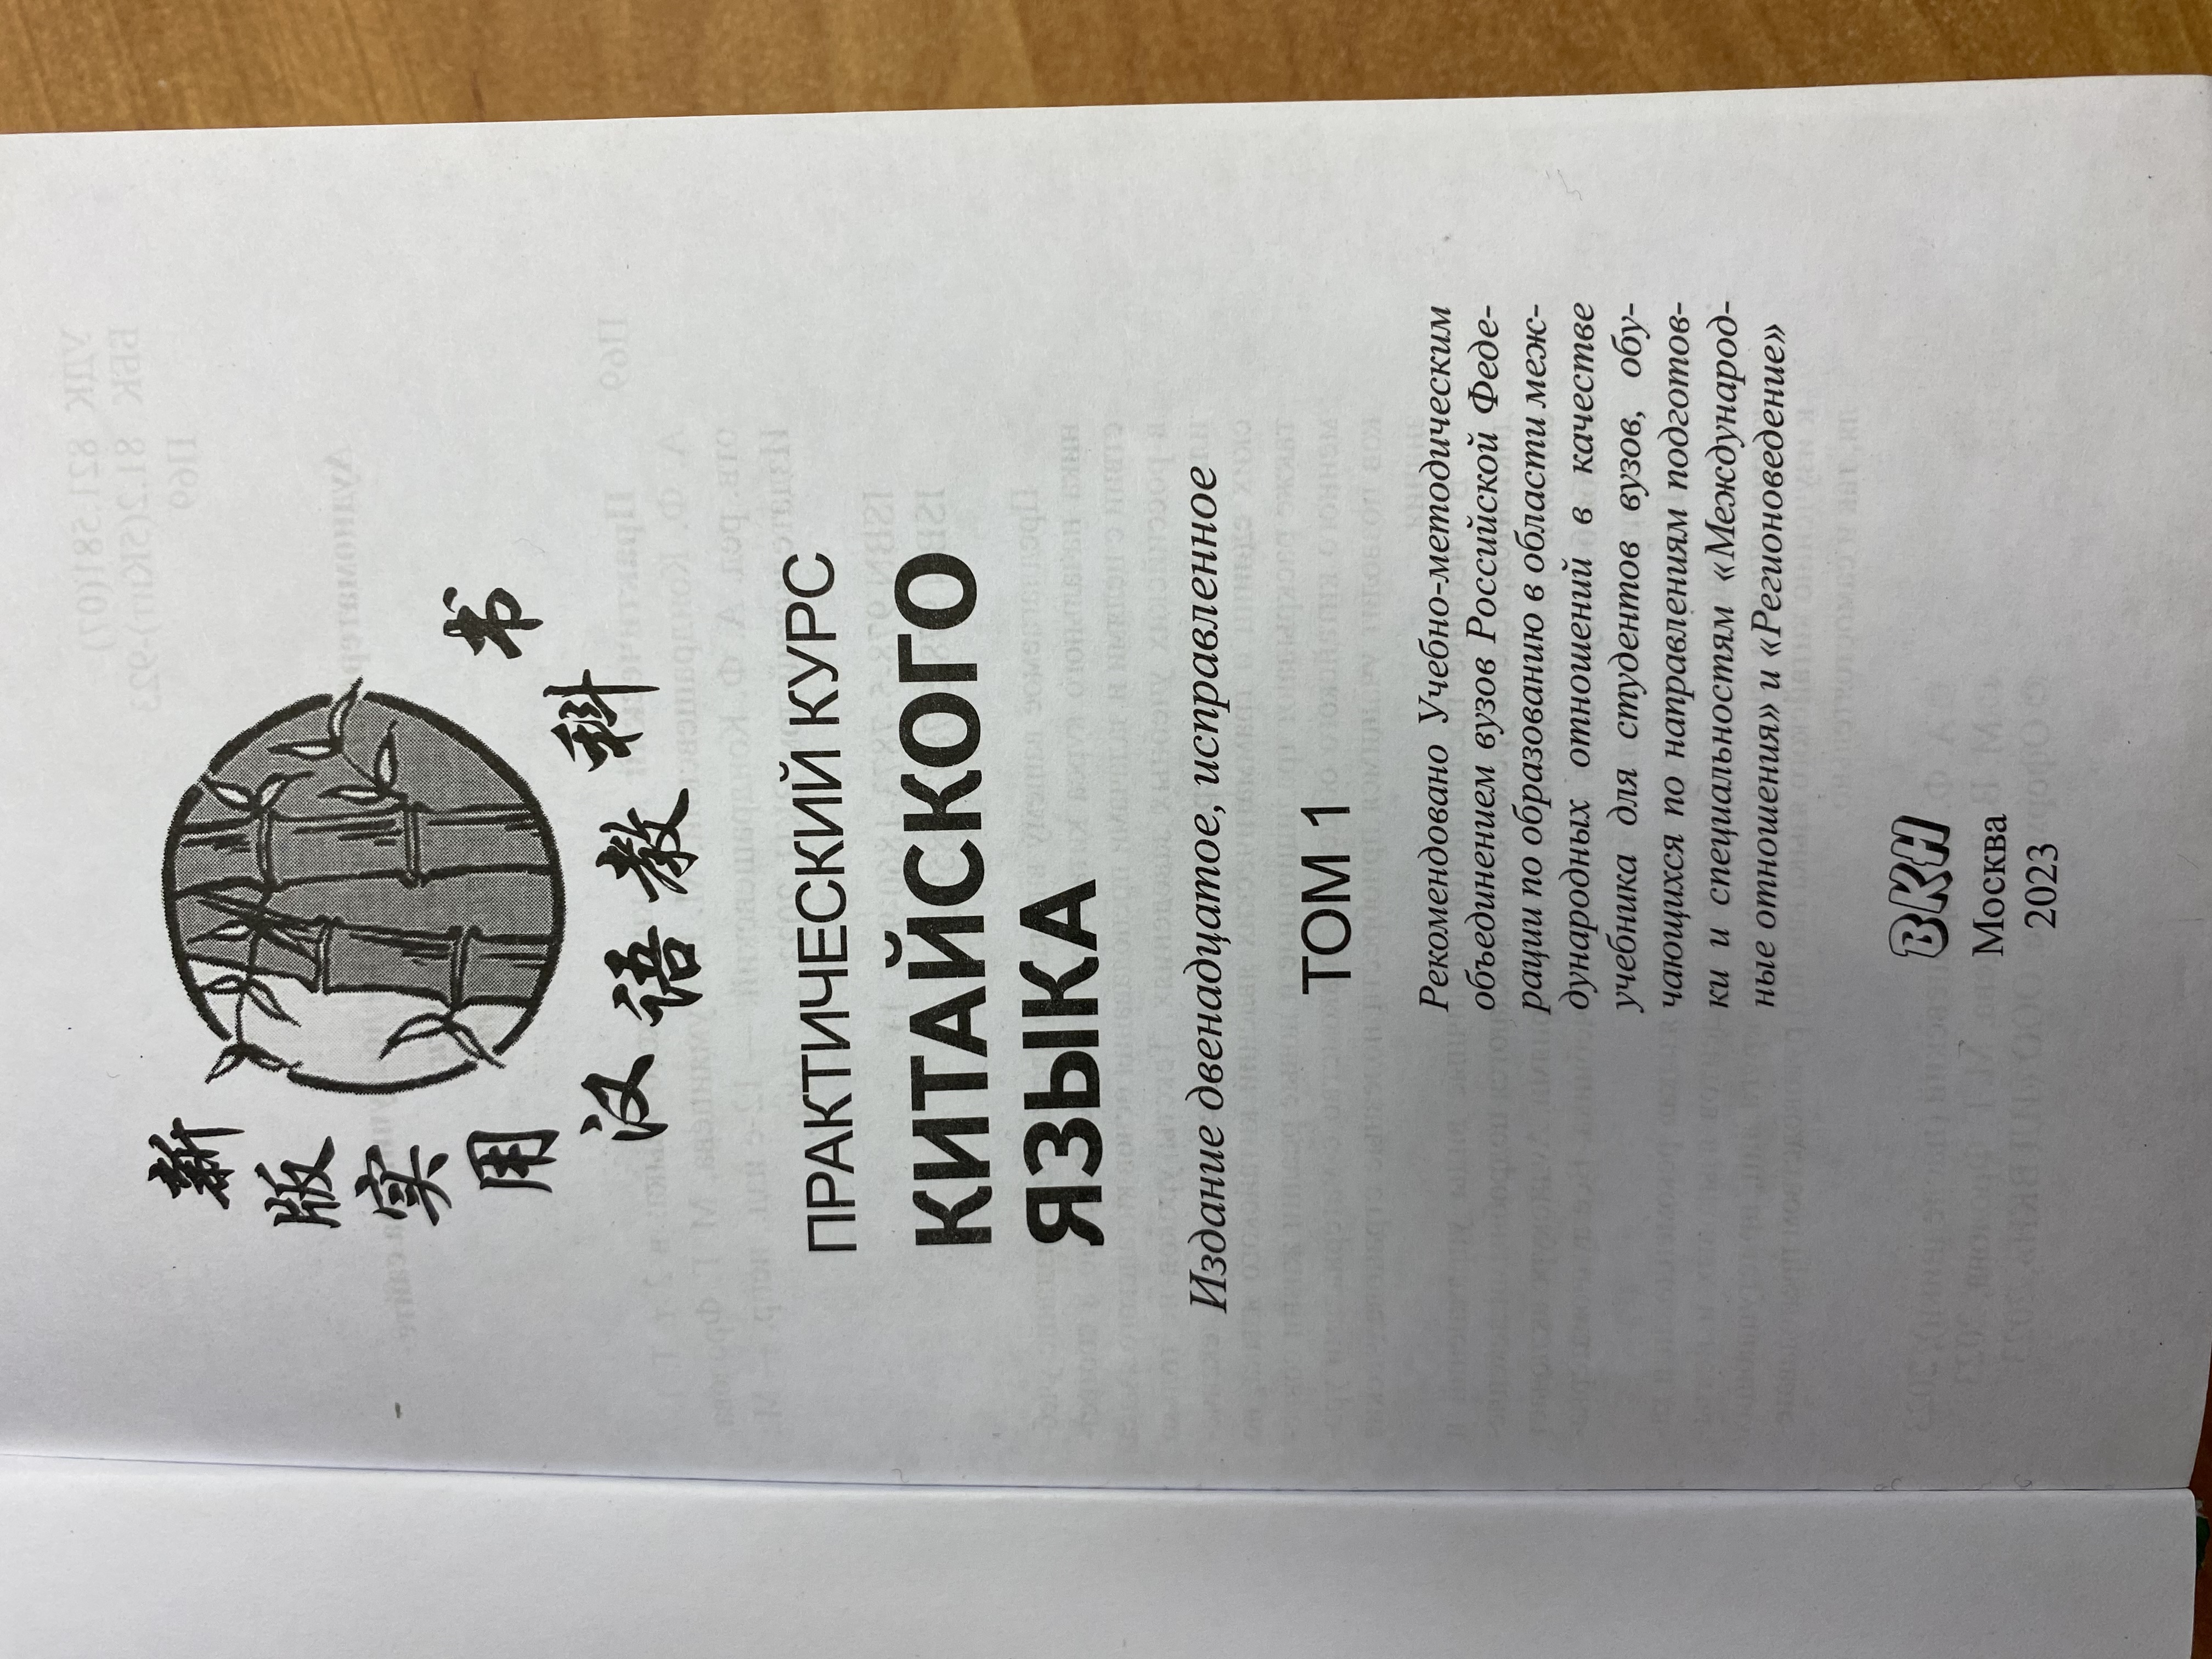 新版实用汉语教科书
ПРАКТИЧЕСКИЙ КУРС
КИТАЙСКОГО
ЯЗЫКА
Издание двенадцатое, исправленное
ТОМ 1
Рекомендовано Учебно-методическим
объединением вузов Российской Феде-
рации по образованию в области меж-
дународных отношений в качестве
учебника для студентов вузов, обу-
чающихся по направлениям подготов-
ки и специальностям «Международ-
ные отношения» и «Регионоведение»
ВКН
Москва
2023